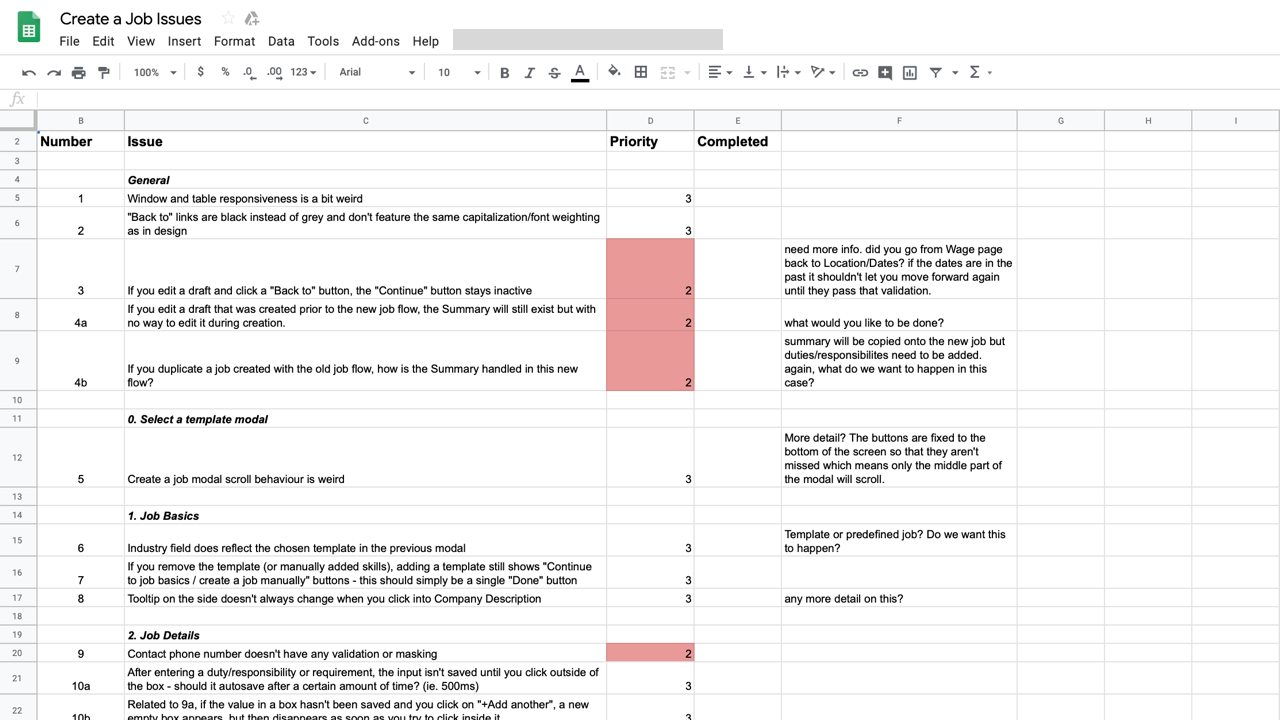 Create a Job Issues
File Edit View Insert Format Data Tools Add-ons Help
100% $ % .0 .00 123 Arial 10 B I S A Σ
fx
B C D E F G H I
2 Number Issue Priority Completed
3
4 General
5 1 Window and table responsiveness is a bit weird 3
6 "Back to" links are black instead of grey and don't feature the same capitalization/font weighting
2 as in design 3
7 need more info. did you go from Wage page
back to Location/Dates? if the dates are in the
past it shouldn't let you move forward again
3 If you edit a draft and click a "Back to" button, the "Continue" button stays inactive 2 until they pass that validation.
8 If you edit a draft that was created prior to the new job flow, the Summary will still exist but with
4a no way to edit it during creation. 2 what would you like to be done?
9 summary will be copied onto the new job but
duties/responsibilites need to be added.
If you duplicate a job created with the old job flow, how is the Summary handled in this new again, what do we want to happen in this
4b flow? 2 case?
10
11 0. Select a template modal
12 More detail? The buttons are fixed to the
bottom of the screen so that they aren't
missed which means only the middle part of
5 Create a job modal scroll behaviour is weird 3 the modal will scroll.
13
14 1. Job Basics
15 Template or predefined job? Do we want this
6 Industry field does reflect the chosen template in the previous modal 3 to happen?
16 If you remove the template (or manually added skills), adding a template still shows "Continue
7 to job basics / create a job manually" buttons - this should simply be a single "Done" button 3
17 8 Tooltip on the side doesn't always change when you click into Company Description 3 any more detail on this?
18
19 2. Job Details
20 9 Contact phone number doesn't have any validation or masking 2
21 After entering a duty/responsibility or requirement, the input isn't saved until you click outside of
10a the box - should it autosave after a certain amount of time? (ie. 500ms) 3
22 Related to 9a, if the value in a box hasn't been saved and you click on "+Add another", a new
10b empty box appears, but then disappears as soon as you try to click inside it 3